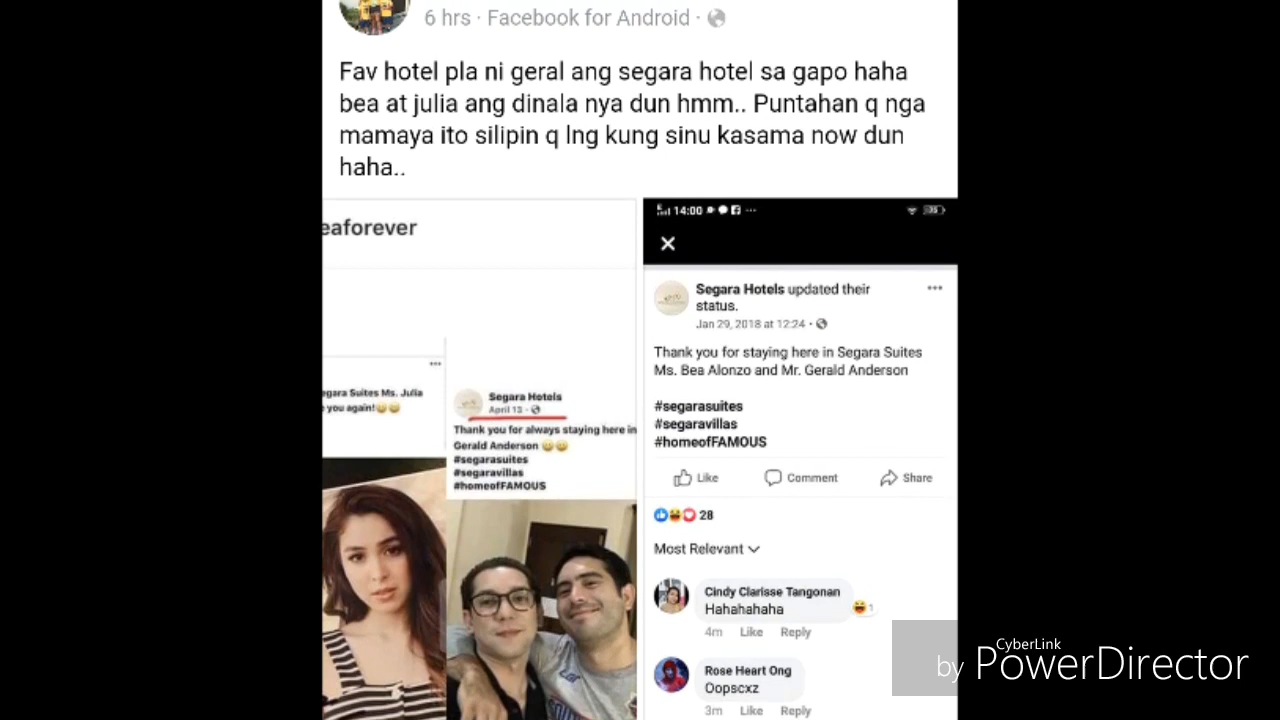 6 hrs · Facebook for Android ·
Fav hotel pla ni geral ang segara hotel sa gapo haha
bea at julia ang dinala nya dun hmm.. Puntahan q nga
mamaya ito silipin q lng kung sinu kasama now dun
haha..
eaforever
egara Suites Ms. Julia
you again!😄😄
Segara Hotels
April 13 ·
Thank you for always staying here in
Gerald Anderson 😄😄
#segarasuites
#segaravillas
#homeofFAMOUS
14:00
Segara Hotels updated their
status.
Jan 29, 2018 at 12:24 ·
Thank you for staying here in Segara Suites
Ms. Bea Alonzo and Mr. Gerald Anderson
#segarasuites
#segaravillas
#homeofFAMOUS
Like Comment Share
28
Most Relevant
Cindy Clarisse Tangonan
Hahahahaha
1
4m Like Reply
Rose Heart Ong
Oopscxz
3m Like Reply
CyberLink
by PowerDirector